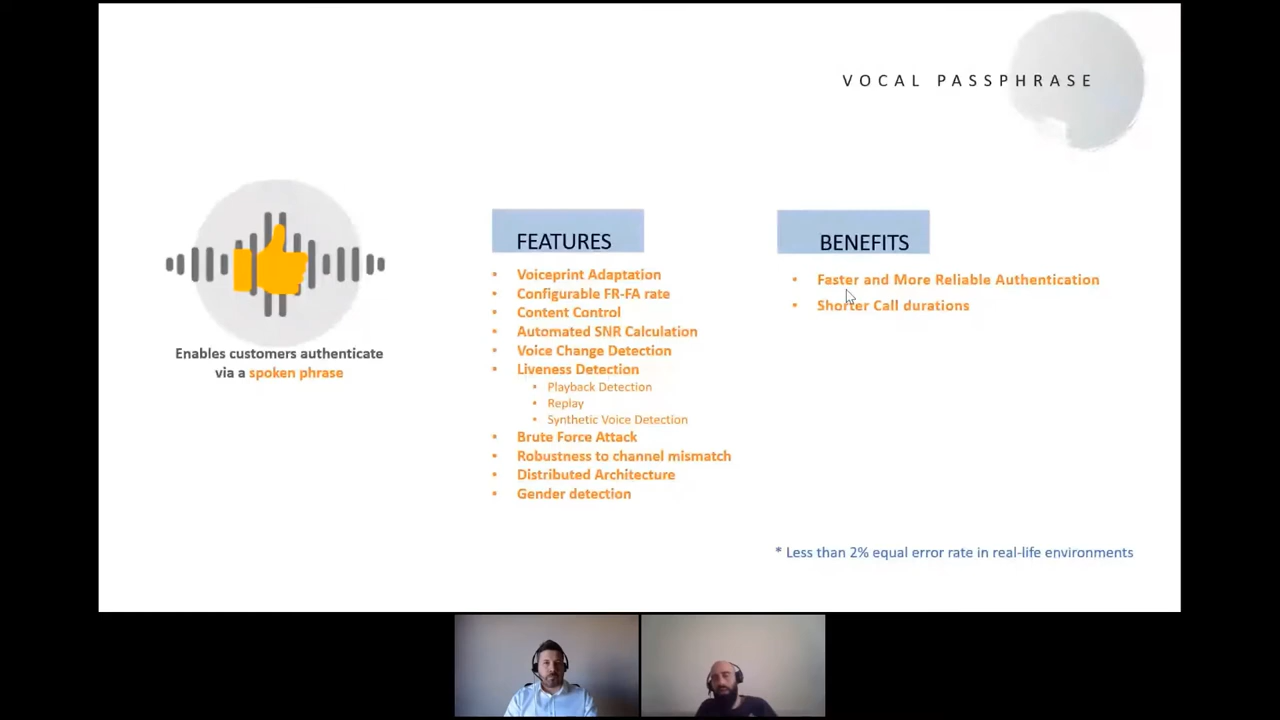 VOCAL PASSPHRASE
Enables customers authenticate
via a spoken phrase
FEATURES
• Voiceprint Adaptation
• Configurable FR-FA rate
• Content Control
• Automated SNR Calculation
• Voice Change Detection
• Liveness Detection
• Playback Detection
• Replay
• Synthetic Voice Detection
• Brute Force Attack
• Robustness to channel mismatch
• Distributed Architecture
• Gender detection
BENEFITS
• Faster and More Reliable Authentication
• Shorter Call durations
* Less than 2% equal error rate in real-life environments